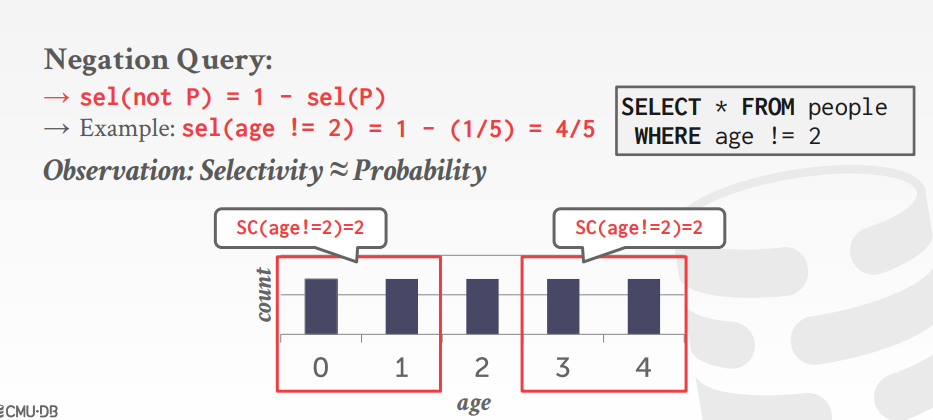 Negation Query:
→ sel(not P) = 1 - sel(P)
→ Example: sel(age != 2) = 1 - (1/5) = 4/5
SELECT * FROM people
WHERE age != 2
Observation: Selectivity ≈ Probability
SC(age!=2)=2
SC(age!=2)=2
count
0 1 2 3 4
age
CMU·DB